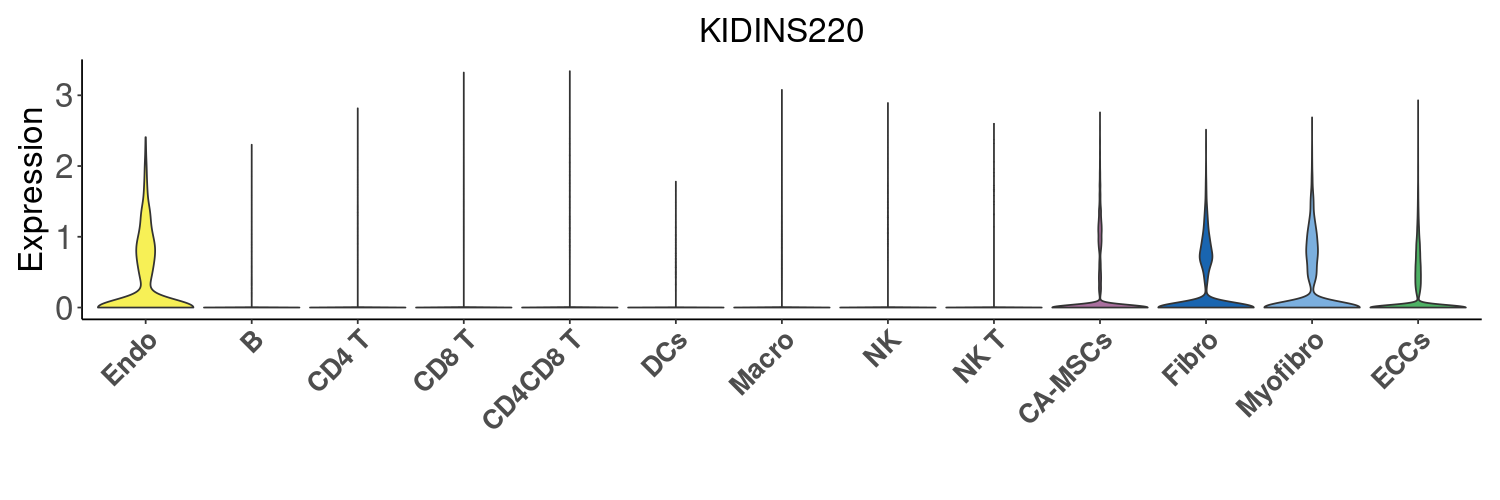 KIDINS220
Expression
3
2
1
0
Endo
B
CD4 T
CD8 T
CD4CD8 T
DCs
Macro
NK
NK T
CA-MSCs
Fibro
Myofibro
ECCs